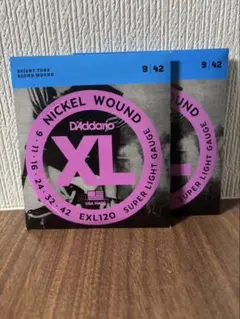 BRIGHT TONE
ROUND WOUND
9|42
9|42
NICKEL WOUND
D'Addario
XL
9·11·16·24·32·42
EXL120
SUPER LIGHT GAUGE
USA MADE
GAUGE
SUPER LIGHT